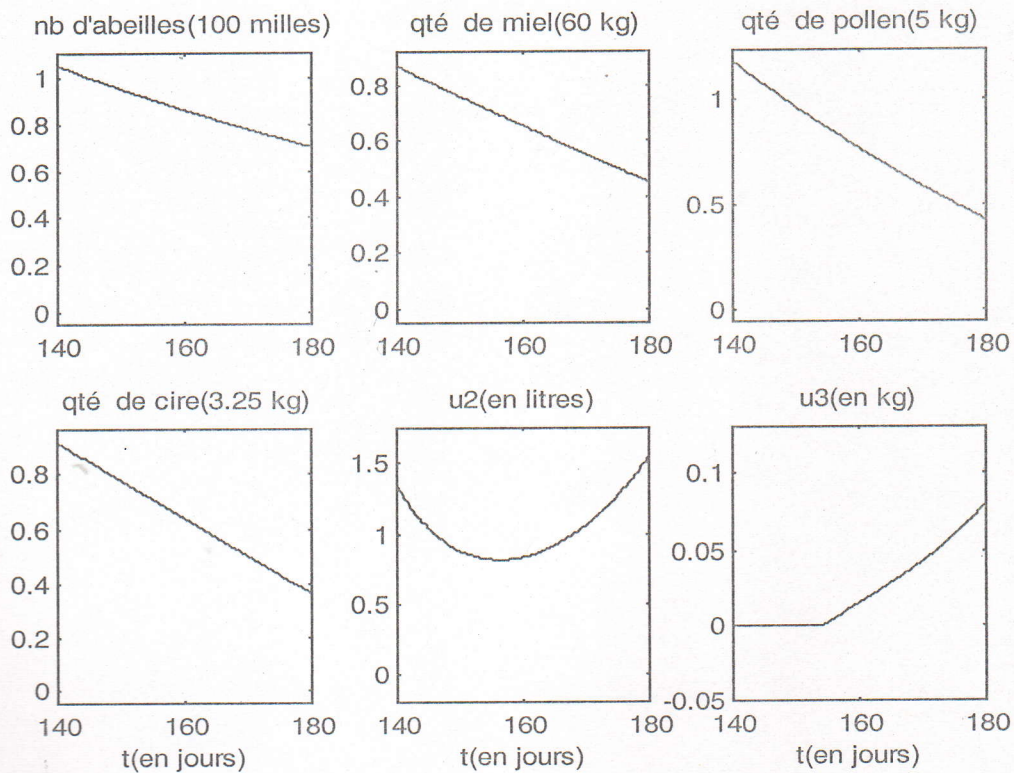 nb d'abeilles(100 milles)
1
0.8
0.6
0.4
0.2
0
140 160 180
qté de miel(60 kg)
0.8
0.6
0.4
0.2
0
140 160 180
qté de pollen(5 kg)
1
0.5
0
140 160 180
qté de cire(3.25 kg)
0.8
0.6
0.4
0.2
0
140 160 180
t(en jours)
u2(en litres)
1.5
1
0.5
0
140 160 180
t(en jours)
u3(en kg)
0.1
0.05
0
-0.05
140 160 180
t(en jours)